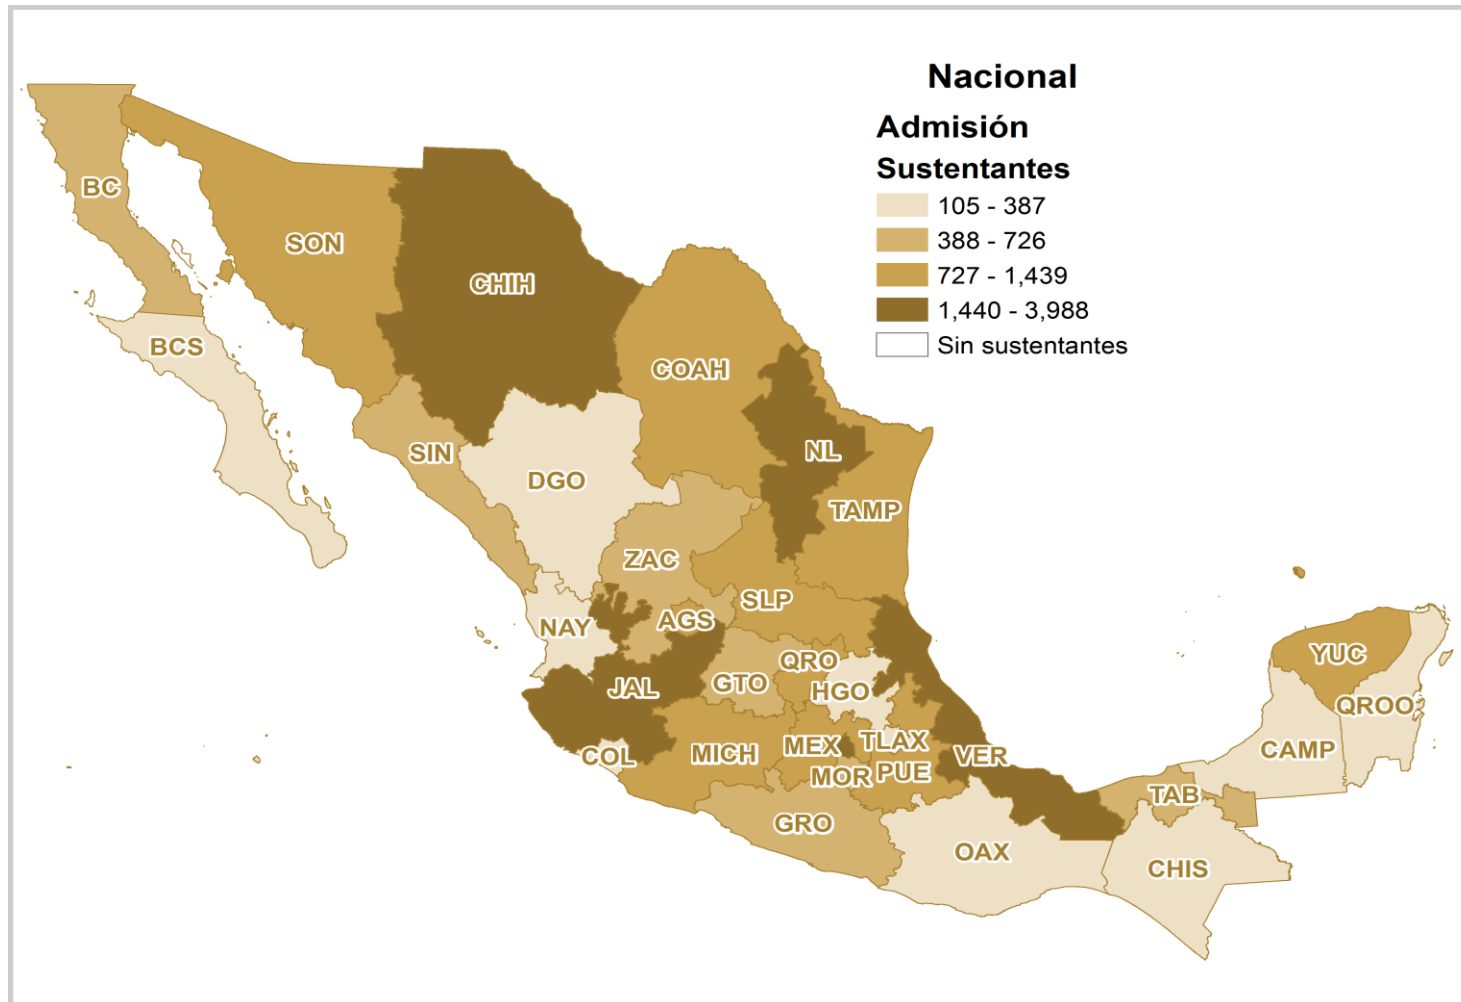 Nacional
Admisión
Sustentantes
105 - 387
388 - 726
727 - 1,439
1,440 - 3,988
Sin sustentantes
BC
SON
CHIH
BCS
COAH
SIN
NL
DGO
TAMP
ZAC
SLP
AGS
NAY
QRO
YUC
JAL
GTO
HGO
QROO
COL
MICH
MEX
TLAX
VER
CAMP
MOR
PUE
TAB
GRO
OAX
CHIS